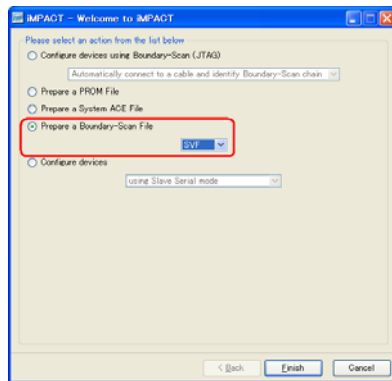 iMPACT - Welcome to iMPACT
Please select an action from the list below
Configure devices using Boundary-Scan (JTAG)
Automatically connect to a cable and identify Boundary-Scan chain
Prepare a PROM File
Prepare a System ACE File
Prepare a Boundary-Scan File
SVF
Configure devices
using Slave Serial mode
< Back Finish Cancel